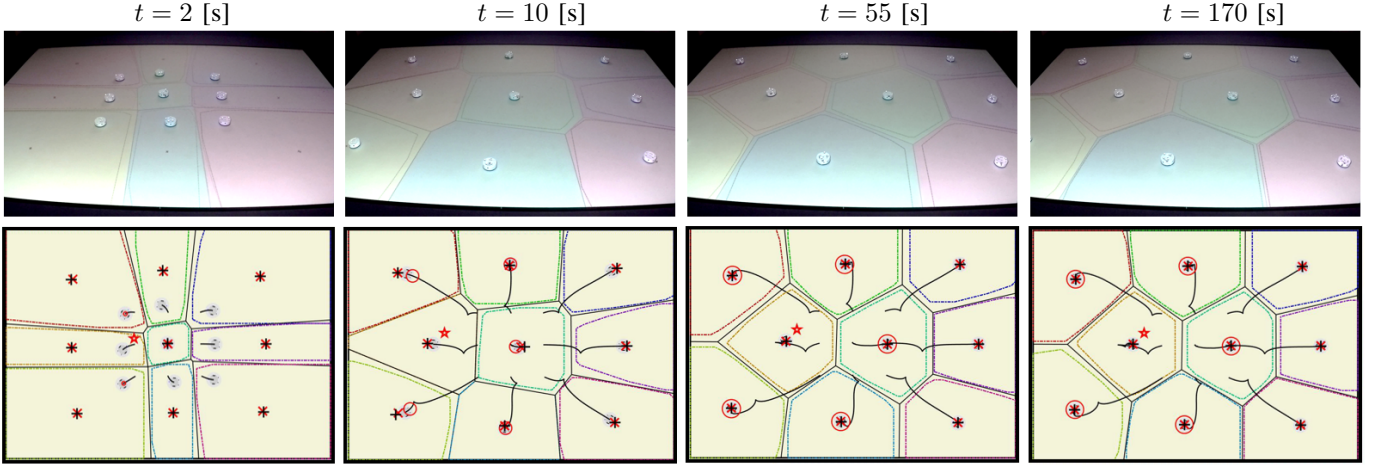 t = 2 [s] t = 10 [s] t = 55 [s] t = 170 [s]